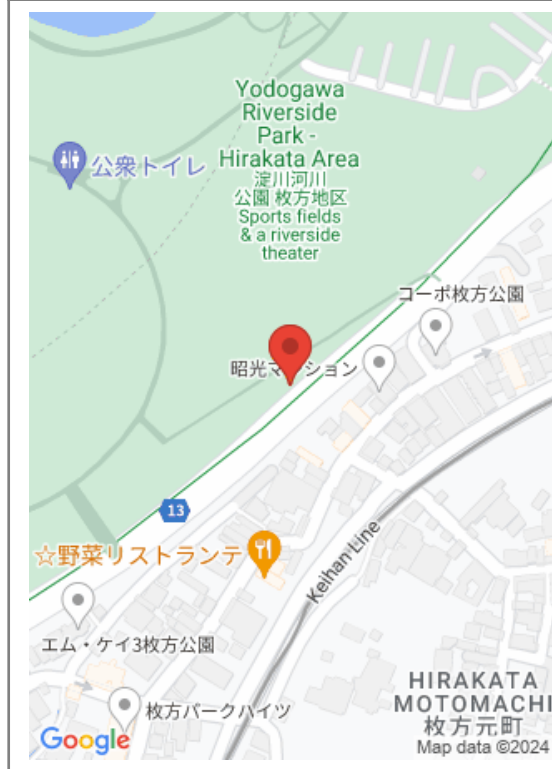 Yodogawa
Riverside
Park -
Hirakata Area
淀川河川
公園 枚方地区
Sports fields
& a riverside
theater
公衆トイレ
コーポ枚方公園
昭光マンション
13
☆野菜リストランテ
Keihan Line
エム・ケイ3枚方公園
HIRAKATA
MOTOMACHI
枚方元町
枚方パークハイツ
Google
Map data ©2024